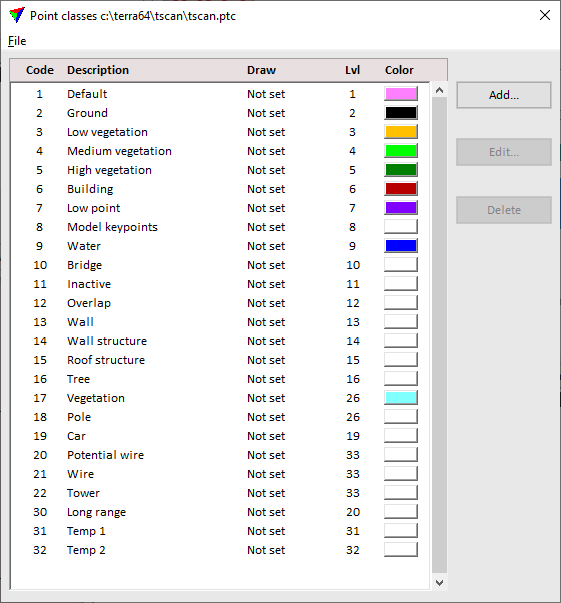 Point classes c:\terra64\tscan\tscan.ptc
File
Code Description Draw Lvl Color
1 Default Not set 1
2 Ground Not set 2
3 Low vegetation Not set 3
4 Medium vegetation Not set 4
5 High vegetation Not set 5
6 Building Not set 6
7 Low point Not set 7
8 Model keypoints Not set 8
9 Water Not set 9
10 Bridge Not set 10
11 Inactive Not set 11
12 Overlap Not set 12
13 Wall Not set 13
14 Wall structure Not set 14
15 Roof structure Not set 15
16 Tree Not set 16
17 Vegetation Not set 26
18 Pole Not set 26
19 Car Not set 19
20 Potential wire Not set 33
21 Wire Not set 33
22 Tower Not set 33
30 Long range Not set 20
31 Temp 1 Not set 31
32 Temp 2 Not set 32
Add...
Edit...
Delete